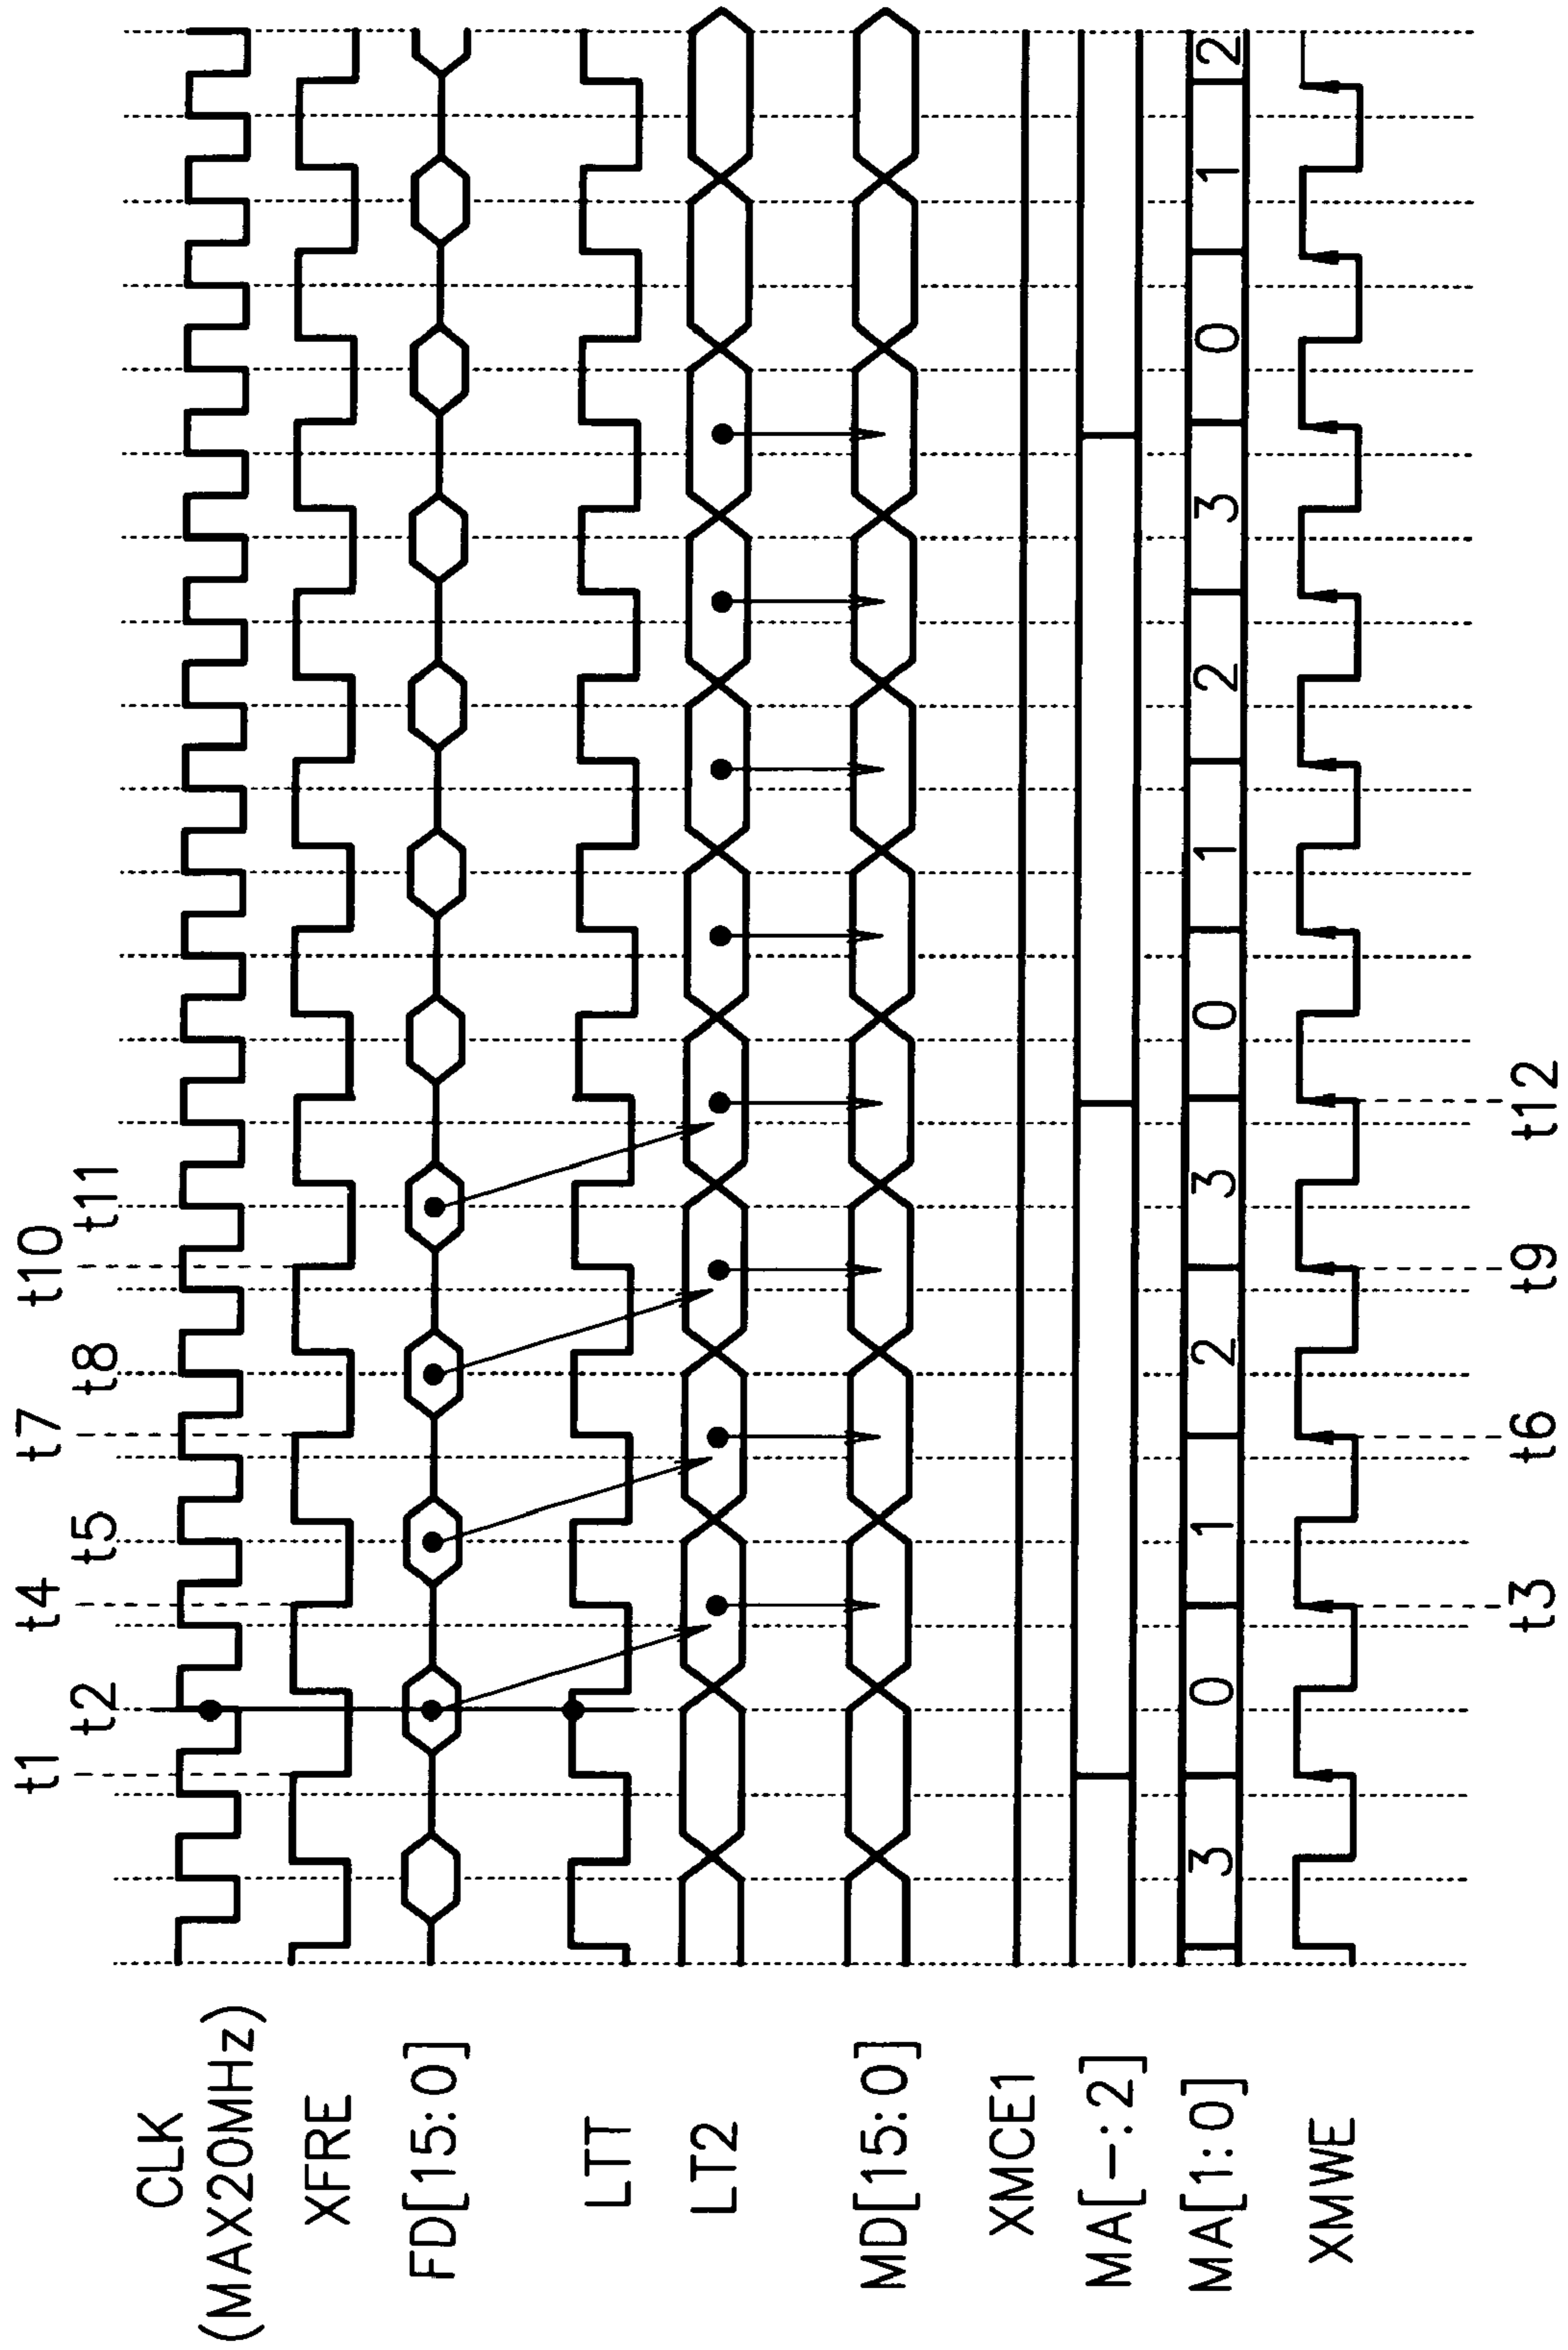 t1 t4 t7 t10
t2 t5 t8 t11
CLK
(MAX20MHz)
XFRE
FD[15:0]
LTT
LT2
MD[15:0]
XMCE1
MA[-:2]
MA[1:0] 3 0 1 2 3 0 1 2 3 0 1 2
XMWE
t3 t6 t9 t12